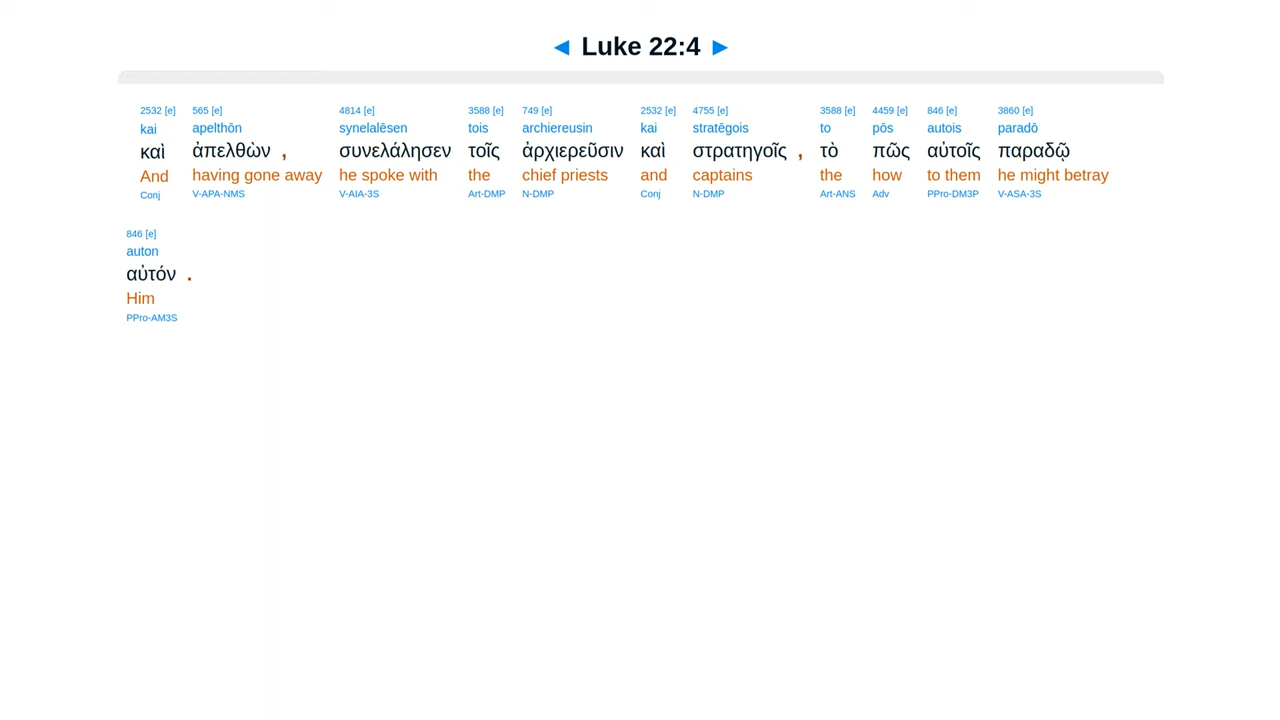 ◄ Luke 22:4 ►
2532 [e] 565 [e] 4814 [e] 3588 [e] 749 [e] 2532 [e] 4755 [e] 3588 [e] 4459 [e] 846 [e] 3860 [e]
kai apelthōn synelalēsen tois archiereusin kai stratēgois to pōs autois paradō
καὶ ἀπελθὼν , συνελάλησεν τοῖς ἀρχιερεῦσιν καὶ στρατηγοῖς , τὸ πῶς αὐτοῖς παραδῷ
And having gone away he spoke with the chief priests and captains the how to them he might betray
Conj V-APA-NMS V-AIA-3S Art-DMP N-DMP Conj N-DMP Art-ANS Adv PPro-DM3P V-ASA-3S
846 [e]
auton
αὐτόν .
Him
PPro-AM3S